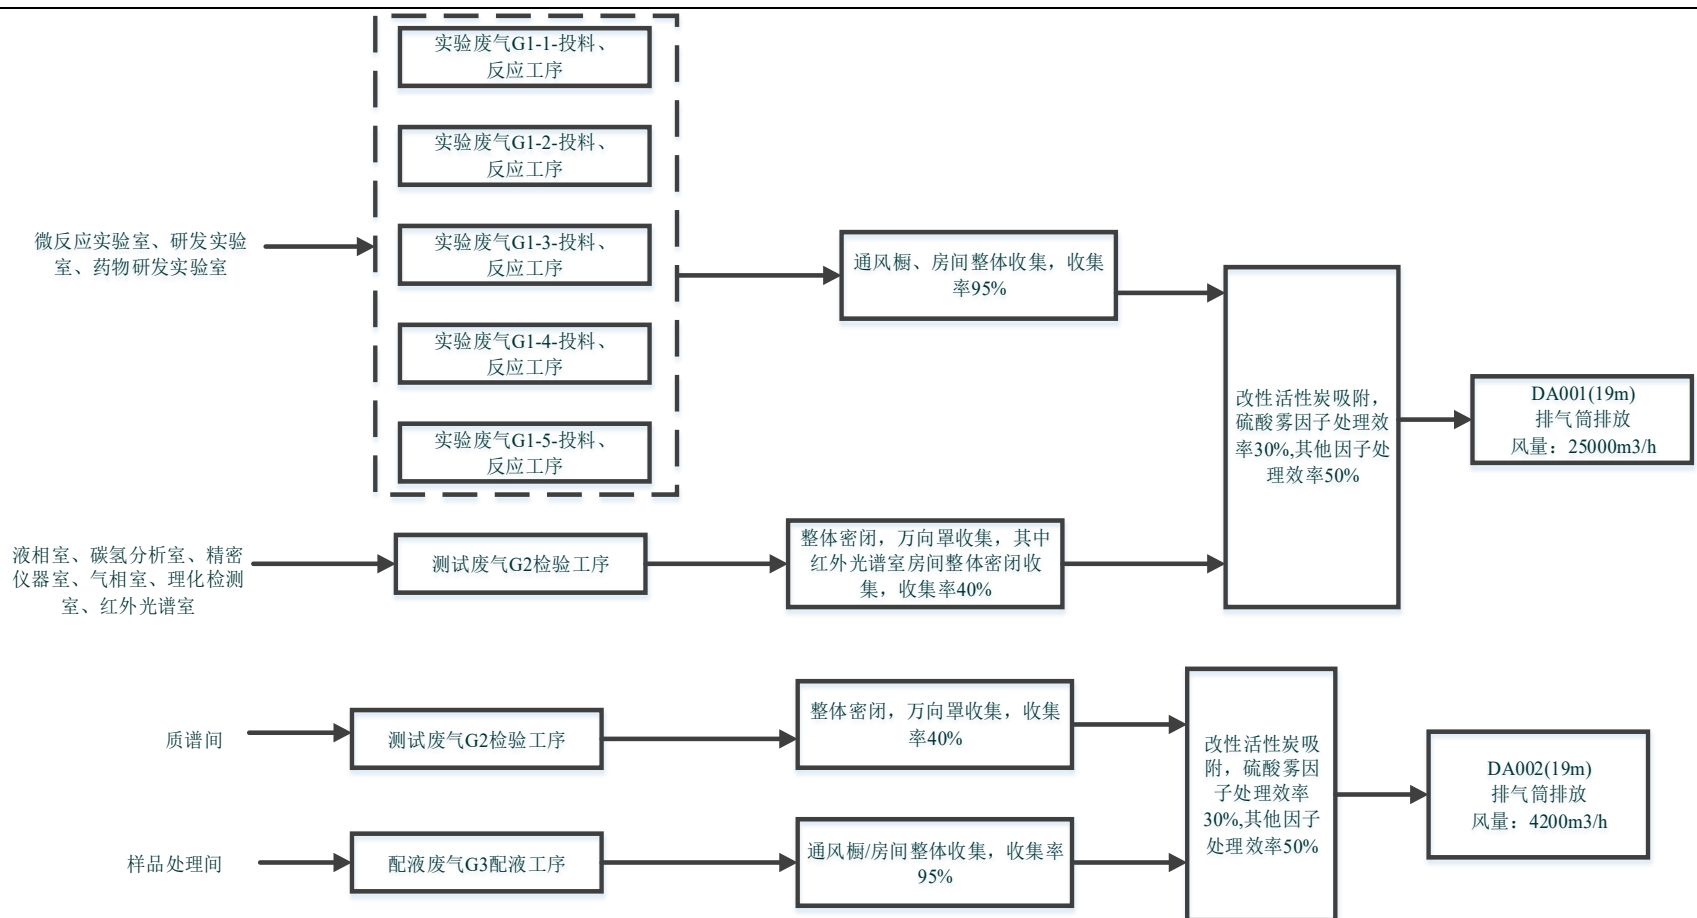 实验废气G1-1-投料、
反应工序
实验废气G1-2-投料、
反应工序
微反应实验室、研发实验
室、药物研发实验室
实验废气G1-3-投料、
反应工序
实验废气G1-4-投料、
反应工序
实验废气G1-5-投料、
反应工序
通风橱、房间整体收集，收集
率95%
改性活性炭吸附，
硫酸雾因子处理效
率30%,其他因子处
理效率50%
DA001(19m)
排气筒排放
风量：25000m3/h
液相室、碳氢分析室、精密
仪器室、气相室、理化检测
室、红外光谱室
测试废气G2检验工序
整体密闭，万向罩收集，其中
红外光谱室房间整体密闭收
集，收集率40%
质谱间
测试废气G2检验工序
整体密闭，万向罩收集，收集
率40%
样品处理间
配液废气G3配液工序
通风橱/房间整体收集，收集率
95%
改性活性炭吸
附，硫酸雾因
子处理效率
30%,其他因子
处理效率50%
DA002(19m)
排气筒排放
风量：4200m3/h